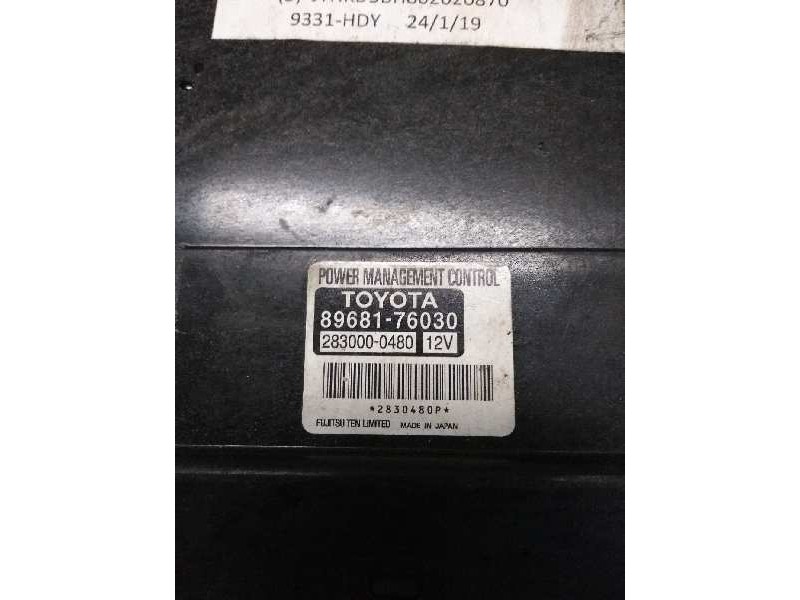 9331-HDY 24/1/19
POWER MANAGEMENT CONTROL
TOYOTA
89681-76030
283000-0480 12V
*2830480P*
FUJITSU TEN LIMITED MADE IN JAPAN